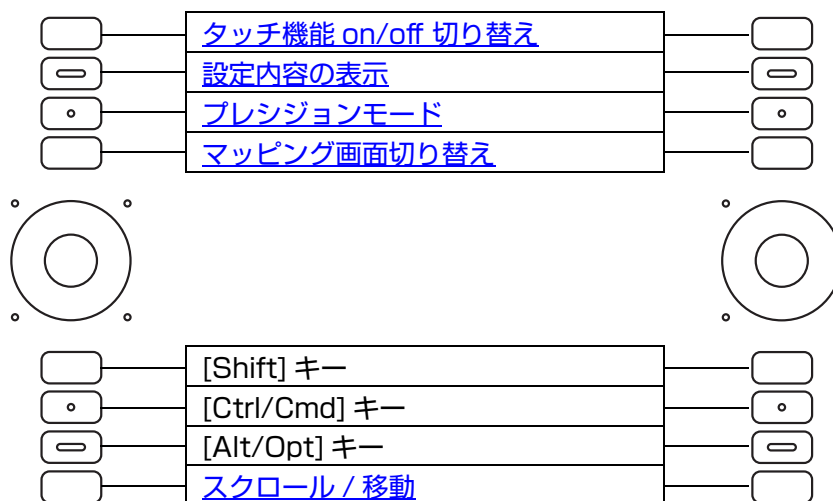 タッチ機能 on/off 切り替え
設定内容の表示
プレシジョンモード
マッピング画面切り替え
[Shift] キー
[Ctrl/Cmd] キー
[Alt/Opt] キー
スクロール / 移動